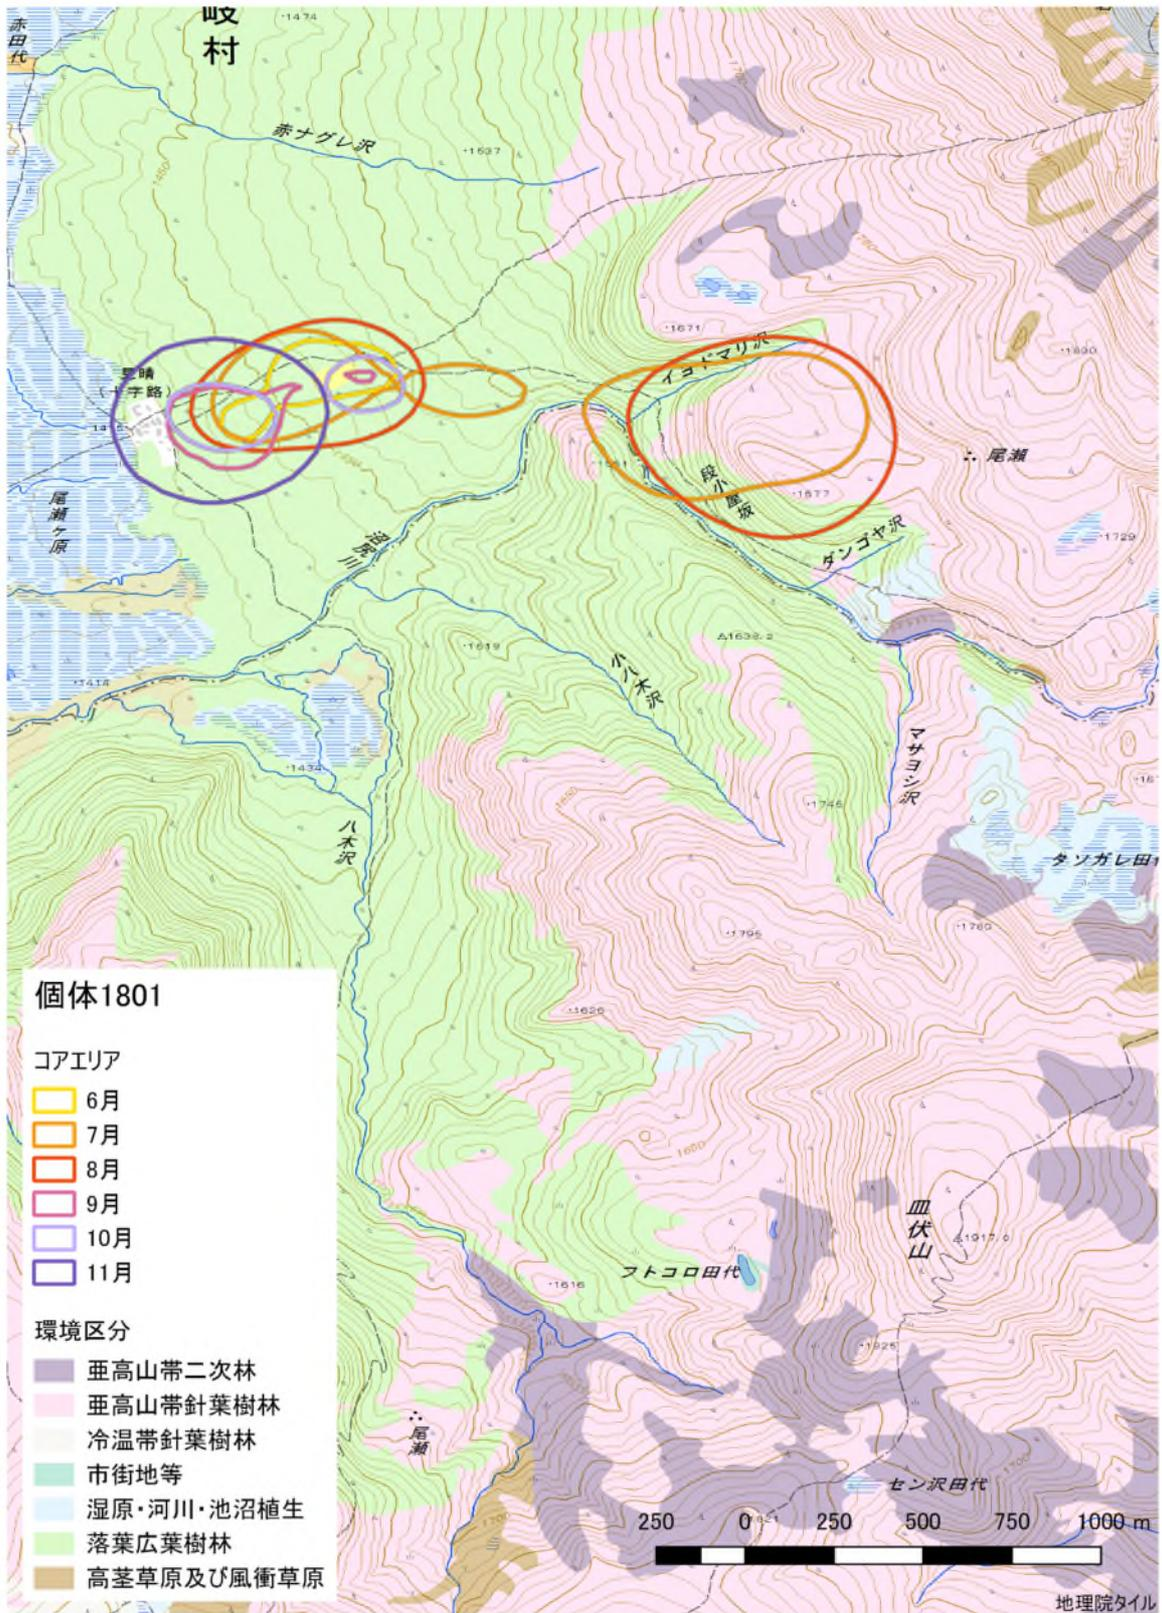 岐
村
赤田代
・1474
赤ナグレ沢
・1537
1450
・1671
イヨドマリ沢
見晴
(十字路)
尾瀬
段小屋坂
・1577
尾瀬ヶ原
沼尻川
ダンゴヤ沢
・1729
△1638.2
・1619
小八木沢
・1414
・1434
マサヨシ沢
・1745
八木沢
1650
タソガレ田
・1795
・1780
・1626
1600
皿伏山
△1917.0
フトコロ田代
・1616
・1925
尾瀬
セン沢田代
1700
1700
個体1801
コアエリア
6月
7月
8月
9月
10月
11月
環境区分
亜高山帯二次林
亜高山帯針葉樹林
冷温帯針葉樹林
市街地等
湿原・河川・池沼植生
落葉広葉樹林
高茎草原及び風衝草原
250 0 250 500 750 1000 m
地理院タイル